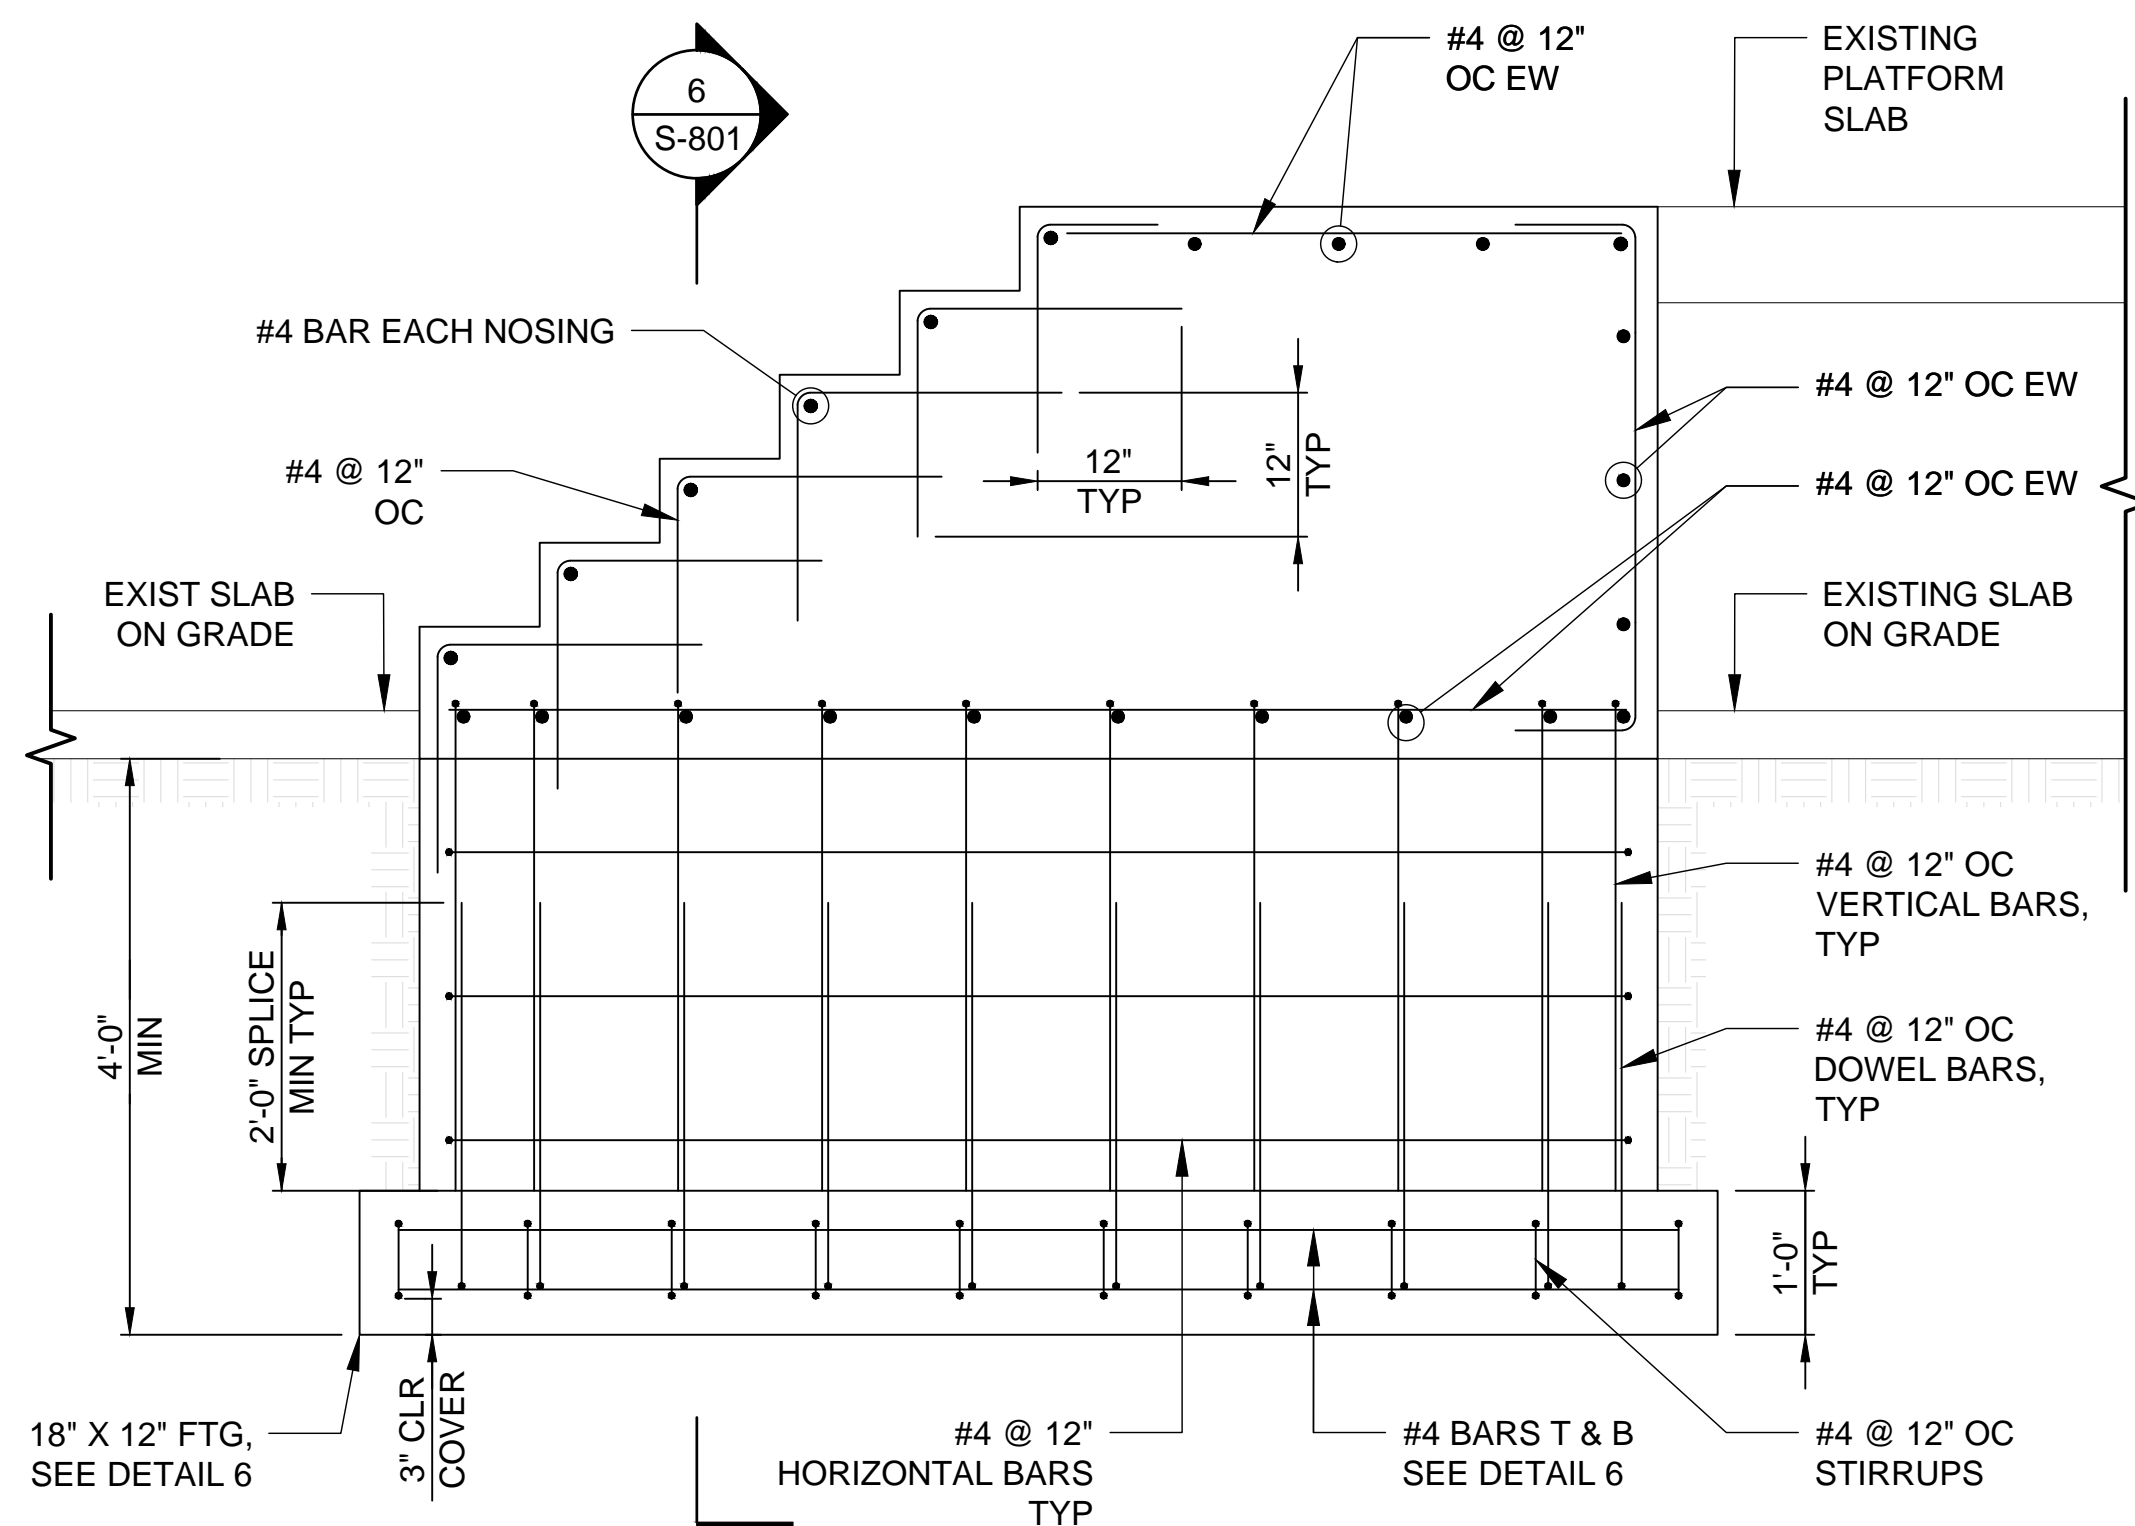 6
S-801
#4 @ 12"
OC EW
EXISTING
PLATFORM
SLAB
#4 BAR EACH NOSING
#4 @ 12" OC EW
#4 @ 12"
OC
12"
TYP
12"
TYP
#4 @ 12" OC EW
EXIST SLAB
ON GRADE
EXISTING SLAB
ON GRADE
#4 @ 12" OC
VERTICAL BARS,
TYP
4'-0"
MIN
2'-0" SPLICE
MIN TYP
#4 @ 12" OC
DOWEL BARS,
TYP
1'-0"
TYP
18" X 12" FTG,
SEE DETAIL 6
3" CLR
COVER
#4 @ 12"
HORIZONTAL BARS
TYP
#4 BARS T & B
SEE DETAIL 6
#4 @ 12" OC
STIRRUPS